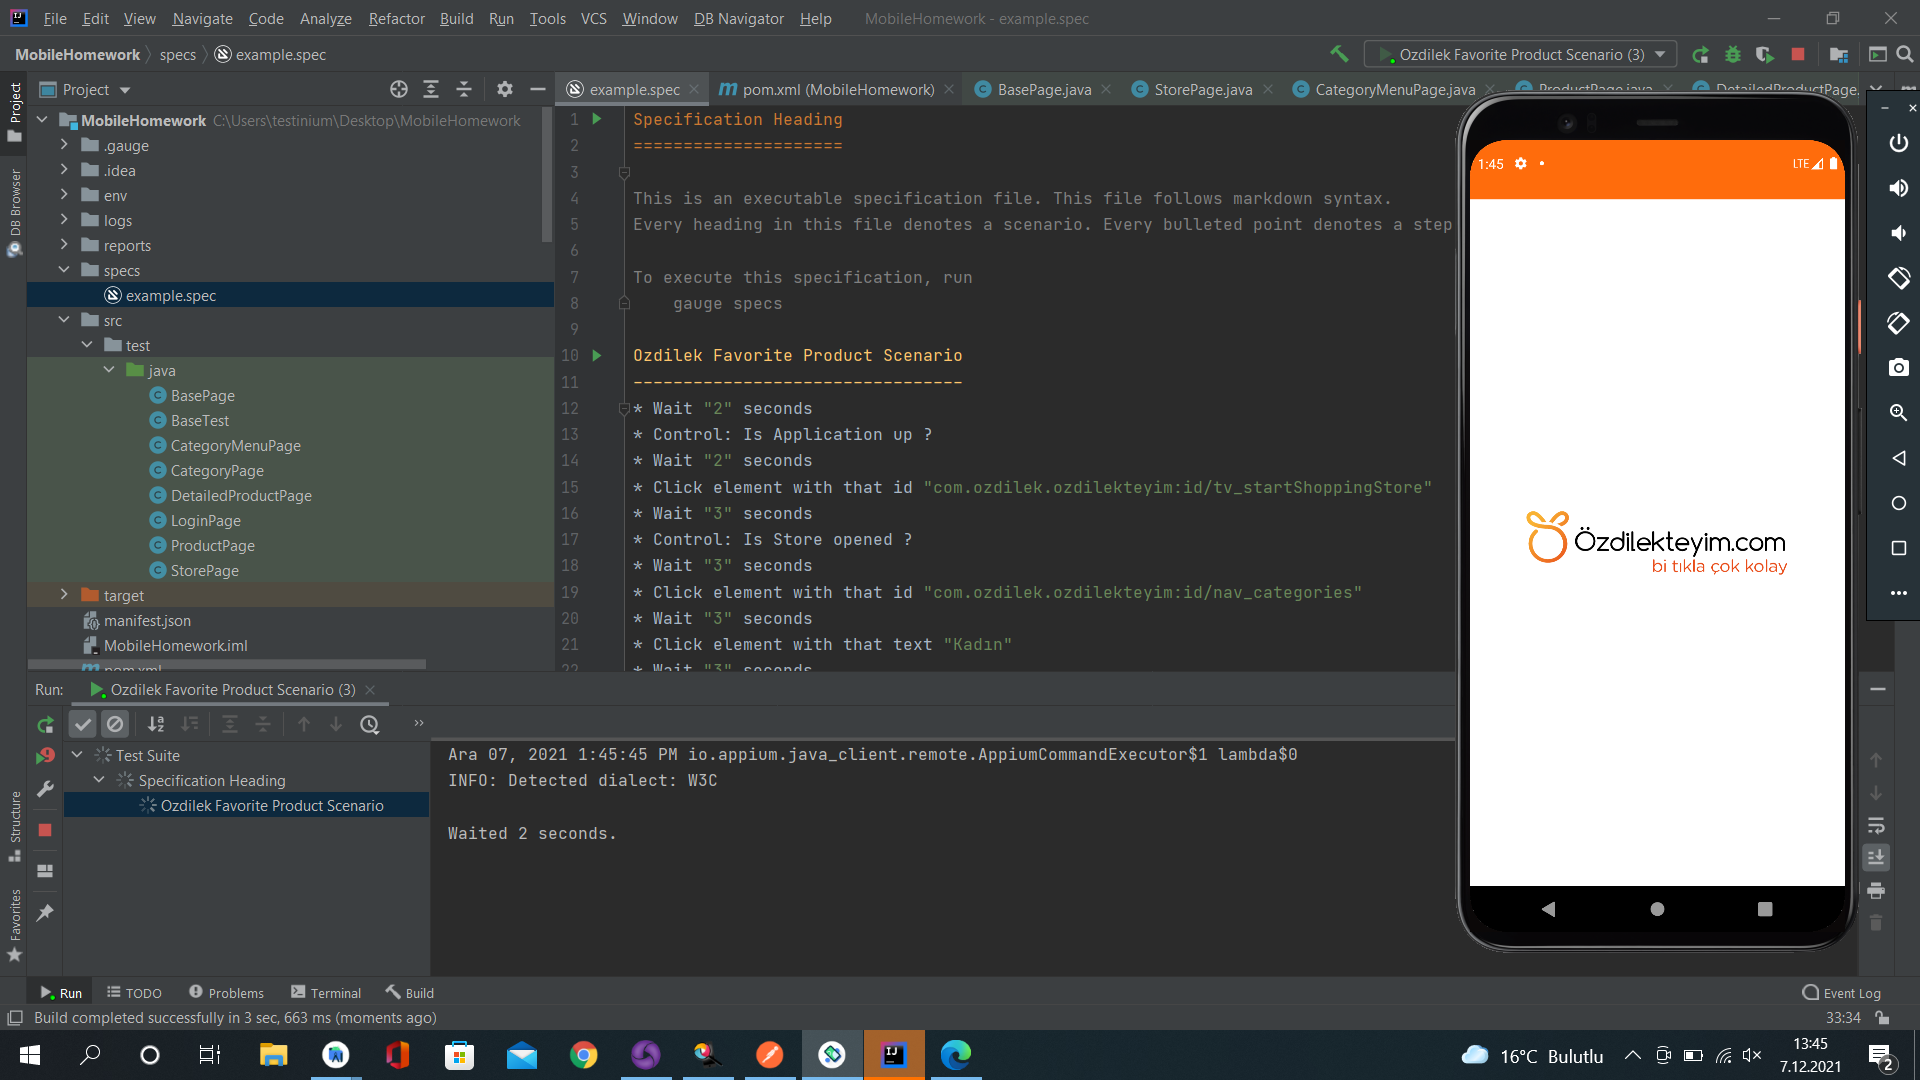 File Edit View Navigate Code Analyze Refactor Build Run Tools VCS Window DB Navigator Help MobileHomework - example.spec
MobileHomework specs example.spec
Ozdilek Favorite Product Scenario (3)
Project
example.spec
pom.xml (MobileHomework)
BasePage.java
StorePage.java
CategoryMenuPage.java
ProductPage.java
DetailedProductPage.
Project
DB Browser
Structure
Favorites
MobileHomework C:\Users\testinium\Desktop\MobileHomework
.gauge
.idea
env
logs
reports
specs
example.spec
src
test
java
BasePage
BaseTest
CategoryMenuPage
CategoryPage
DetailedProductPage
LoginPage
ProductPage
StorePage
target
manifest.json
MobileHomework.iml
pom.xml
1 Specification Heading
2 =====================
3
4 This is an executable specification file. This file follows markdown syntax.
5 Every heading in this file denotes a scenario. Every bulleted point denotes a step
6
7 To execute this specification, run
8 gauge specs
9
10 Ozdilek Favorite Product Scenario
11 ---------------------------------
12 * Wait "2" seconds
13 * Control: Is Application up ?
14 * Wait "2" seconds
15 * Click element with that id "com.ozdilek.ozdilekteyim:id/tv_startShoppingStore"
16 * Wait "3" seconds
17 * Control: Is Store opened ?
18 * Wait "3" seconds
19 * Click element with that id "com.ozdilek.ozdilekteyim:id/nav_categories"
20 * Wait "3" seconds
21 * Click element with that text "Kadın"
22 * Wait "3" seconds
1:45
LTE
Özdilekteyim.com
bi tıkla çok kolay
Run: Ozdilek Favorite Product Scenario (3)
Test Suite
Specification Heading
Ozdilek Favorite Product Scenario
Ara 07, 2021 1:45:45 PM io.appium.java_client.remote.AppiumCommandExecutor$1 lambda$0
INFO: Detected dialect: W3C
Waited 2 seconds.
Run TODO Problems Terminal Build Event Log
Build completed successfully in 3 sec, 663 ms (moments ago)
33:34
16°C Bulutlu
13:45
7.12.2021
2